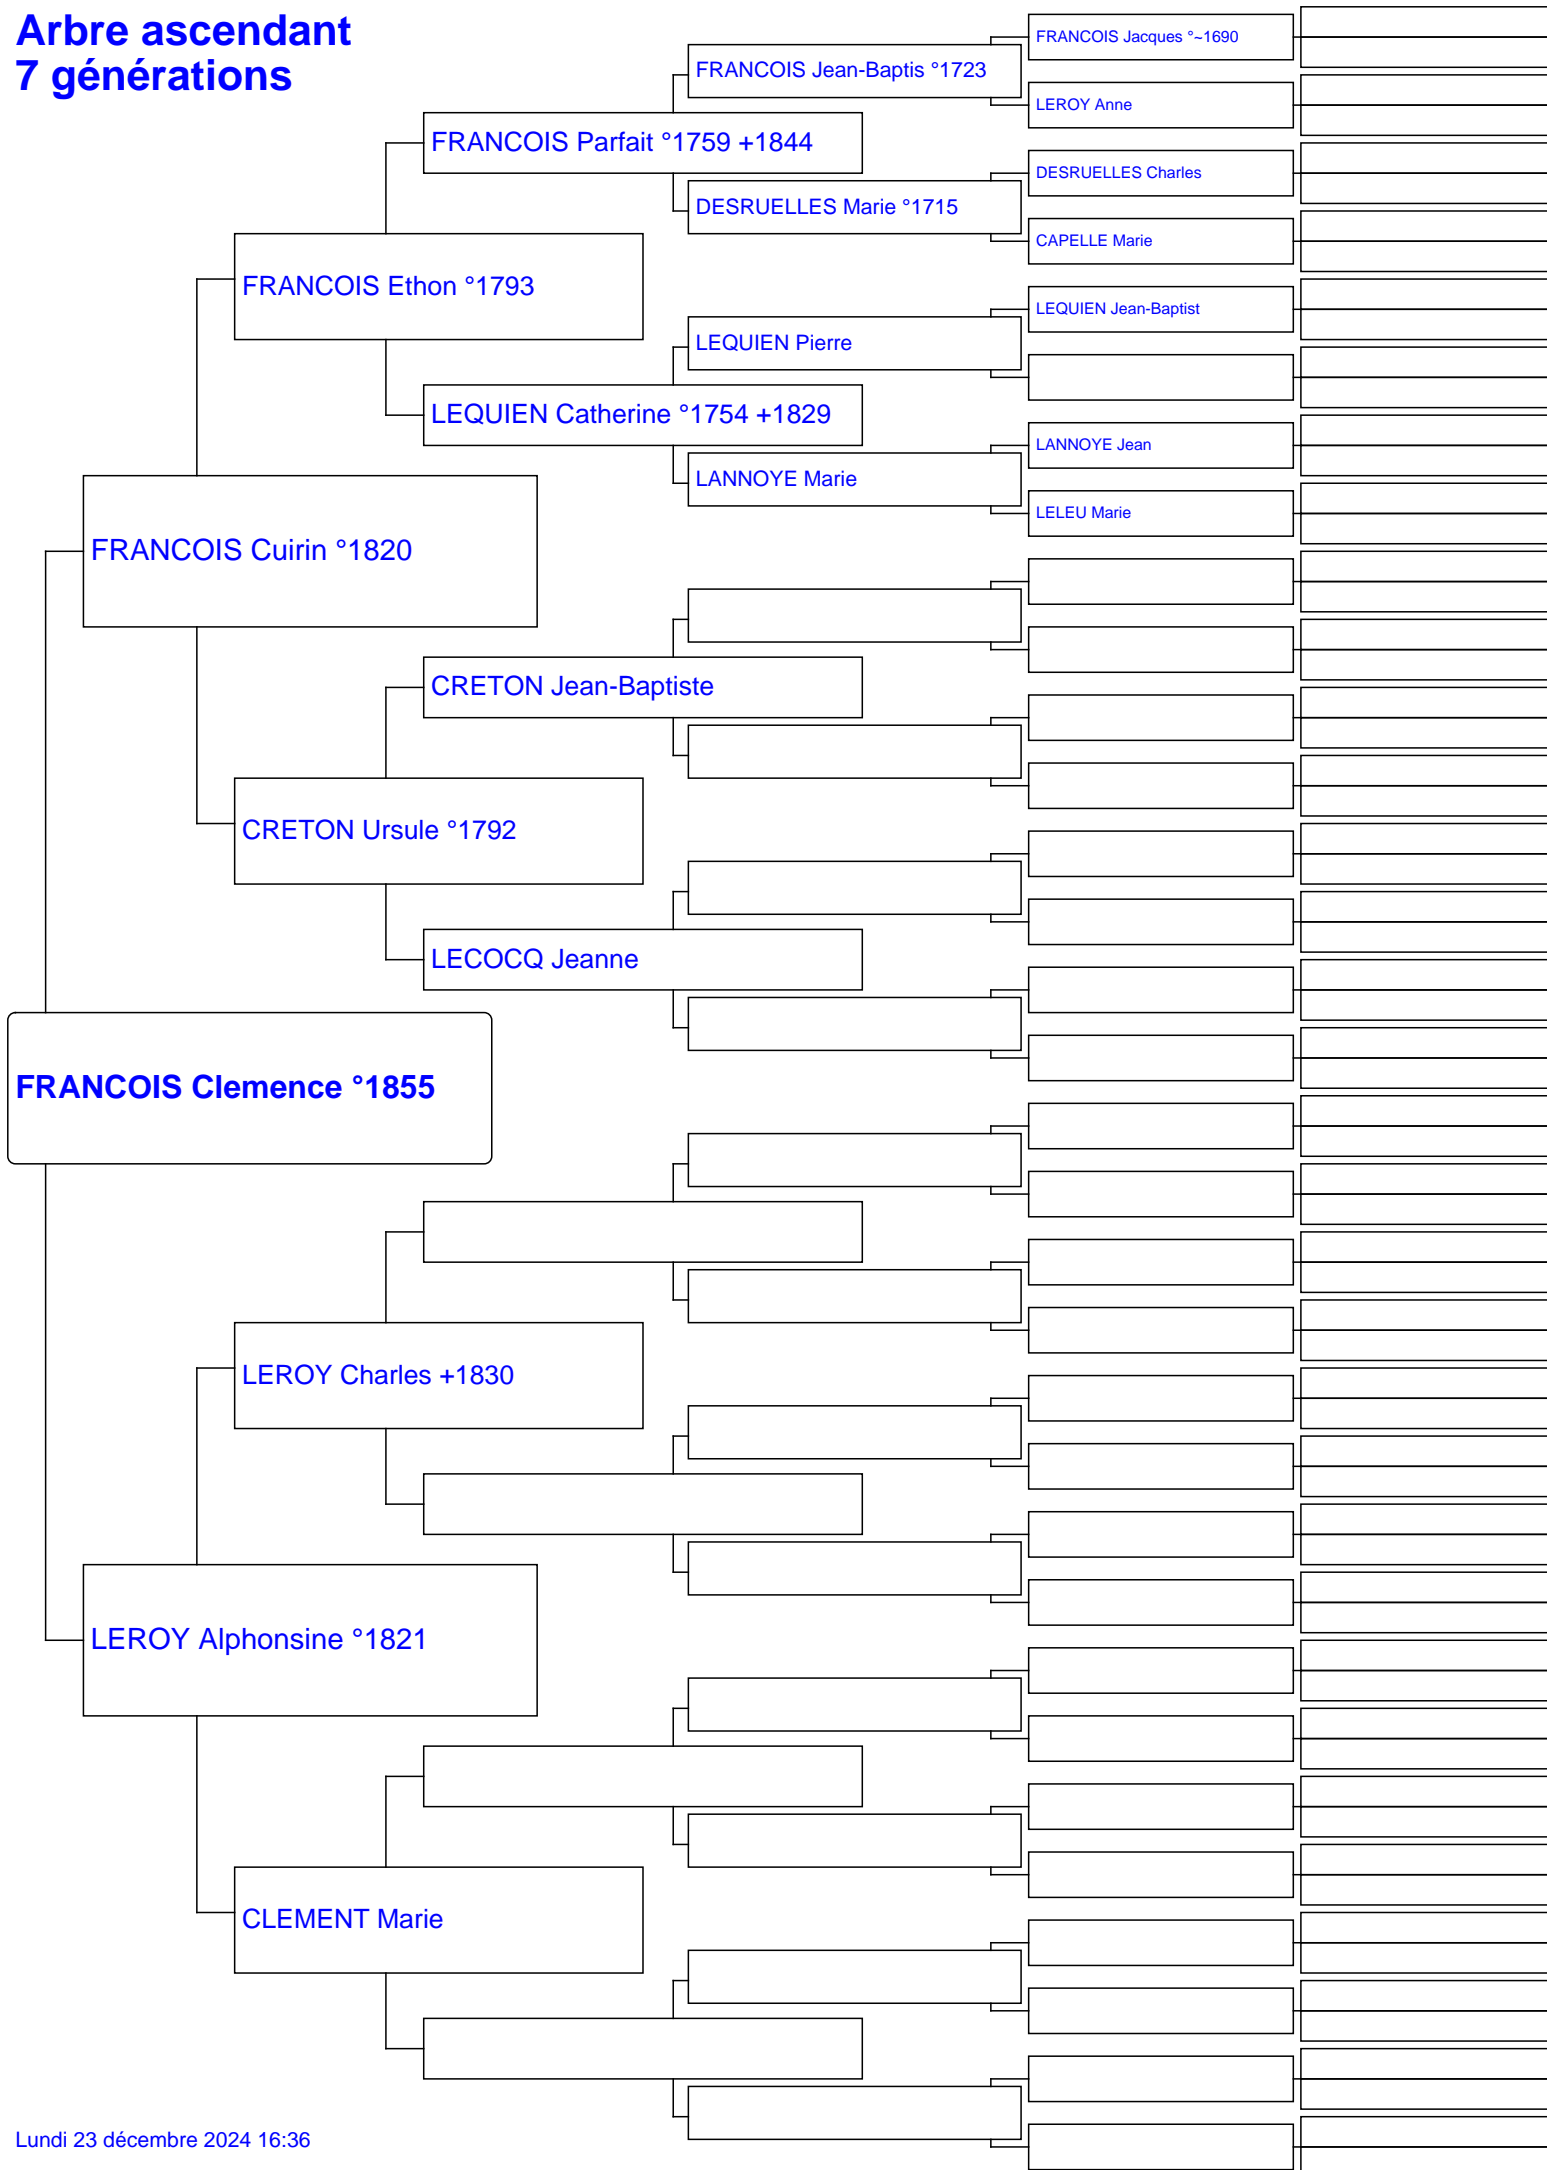 Arbre ascendant
7 générations
FRANCOIS Jacques °~1690
FRANCOIS Jean-Baptis °1723
LEROY Anne
FRANCOIS Parfait °1759 +1844
DESRUELLES Charles
DESRUELLES Marie °1715
CAPELLE Marie
FRANCOIS Ethon °1793
LEQUIEN Jean-Baptist
LEQUIEN Pierre
LEQUIEN Catherine °1754 +1829
LANNOYE Jean
LANNOYE Marie
LELEU Marie
FRANCOIS Cuirin °1820
CRETON Jean-Baptiste
CRETON Ursule °1792
LECOCQ Jeanne
FRANCOIS Clemence °1855
LEROY Charles +1830
LEROY Alphonsine °1821
CLEMENT Marie
Lundi 23 décembre 2024 16:36